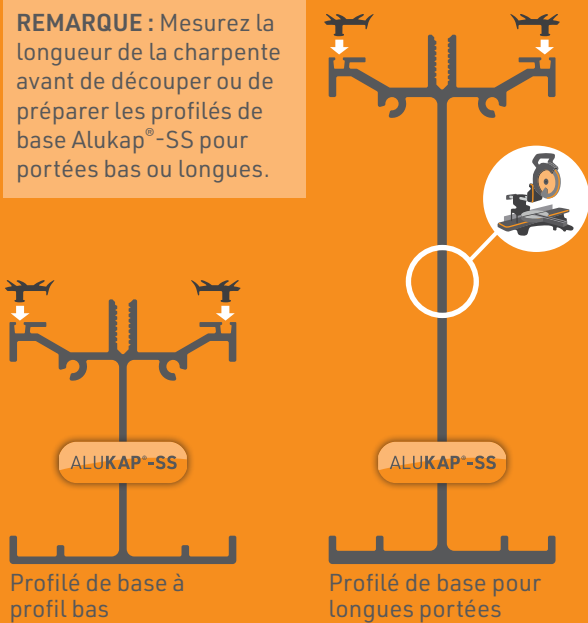 REMARQUE : Mesurez la
longueur de la charpente
avant de découper ou de
préparer les profilés de
base Alukap®-SS pour
portées bas ou longues.
ALUKAP®-SS
ALUKAP®-SS
Profilé de base à
profil bas
Profilé de base pour
longues portées